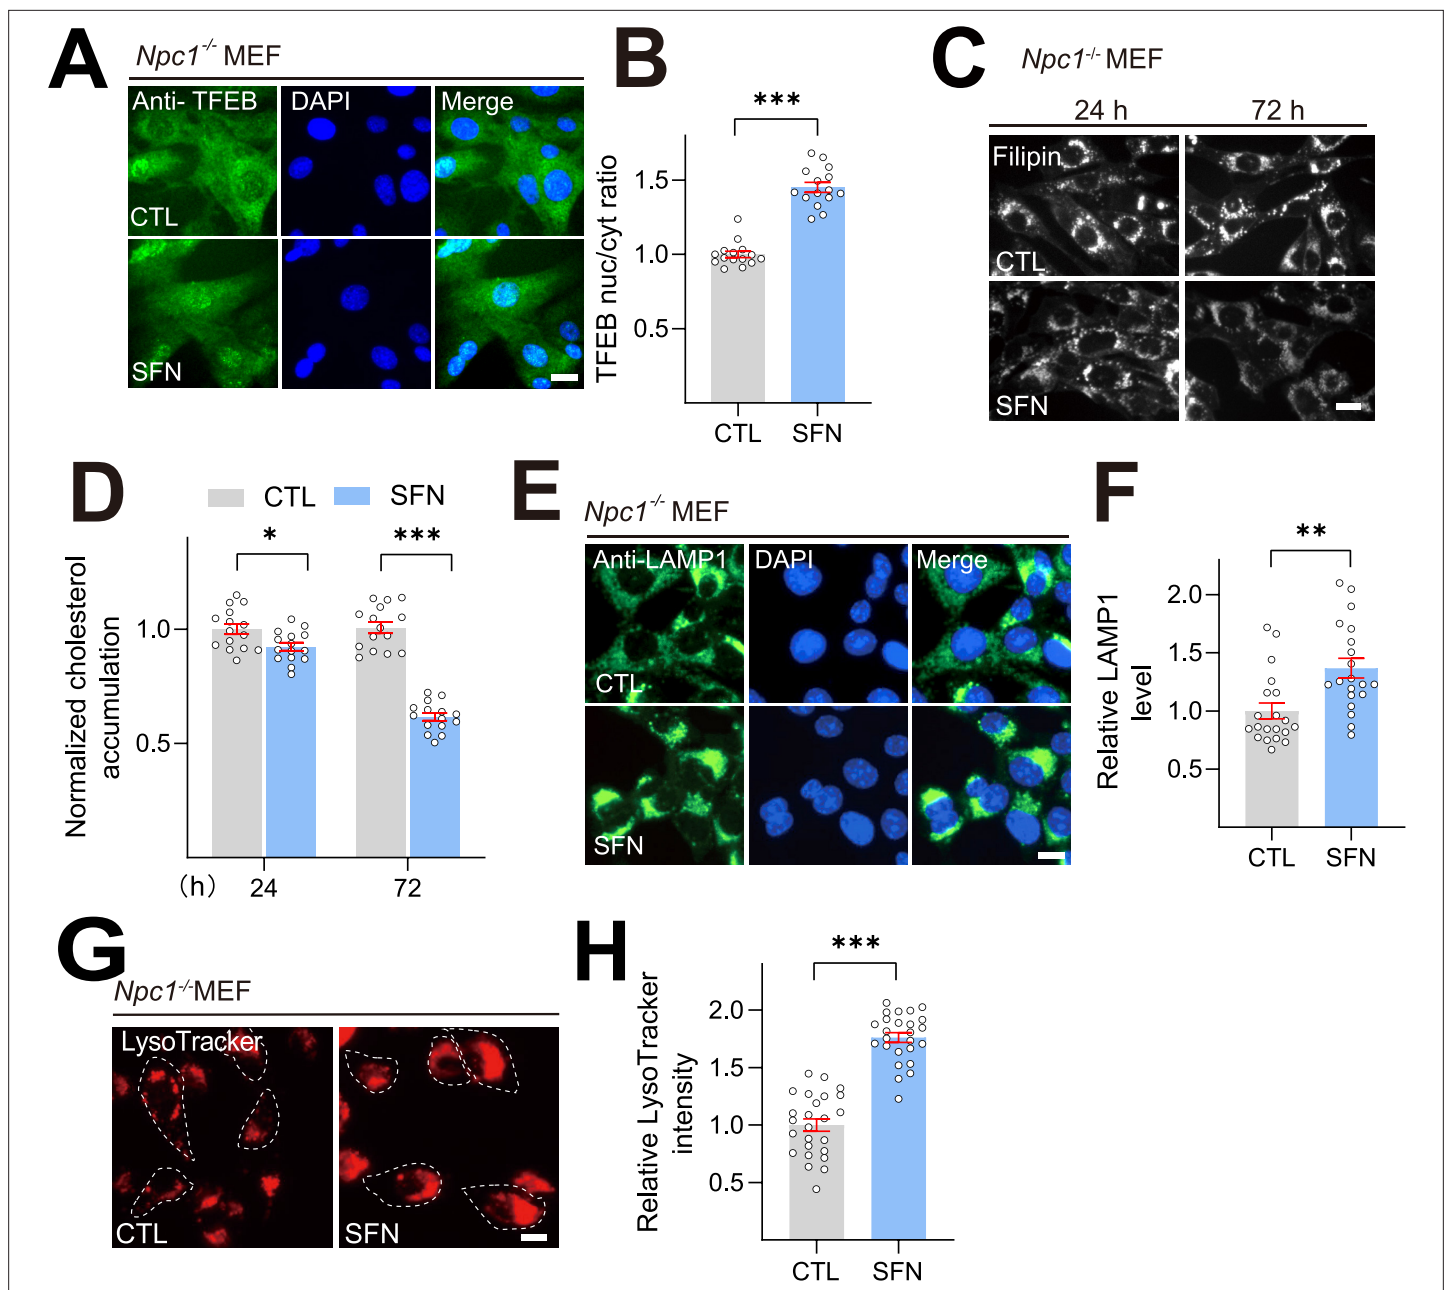 A
Npc1-/- MEF
Anti- TFEB
DAPI
Merge
CTL
SFN
B
***
TFEB nuc/cyt ratio
1.5
1.0
0.5
CTL
SFN
C
Npc1-/- MEF
24 h
72 h
Filipin
CTL
SFN
D
CTL
SFN
*
***
Normalized cholesterol
accumulation
1.0
0.5
(h)
24
72
E
Npc1-/- MEF
Anti-LAMP1
DAPI
Merge
CTL
SFN
F
**
Relative LAMP1
level
2.0
1.5
1.0
0.5
CTL
SFN
G
Npc1-/-MEF
LysoTracker
CTL
SFN
H
***
Relative LysoTracker
intensity
2.0
1.5
1.0
0.5
CTL
SFN